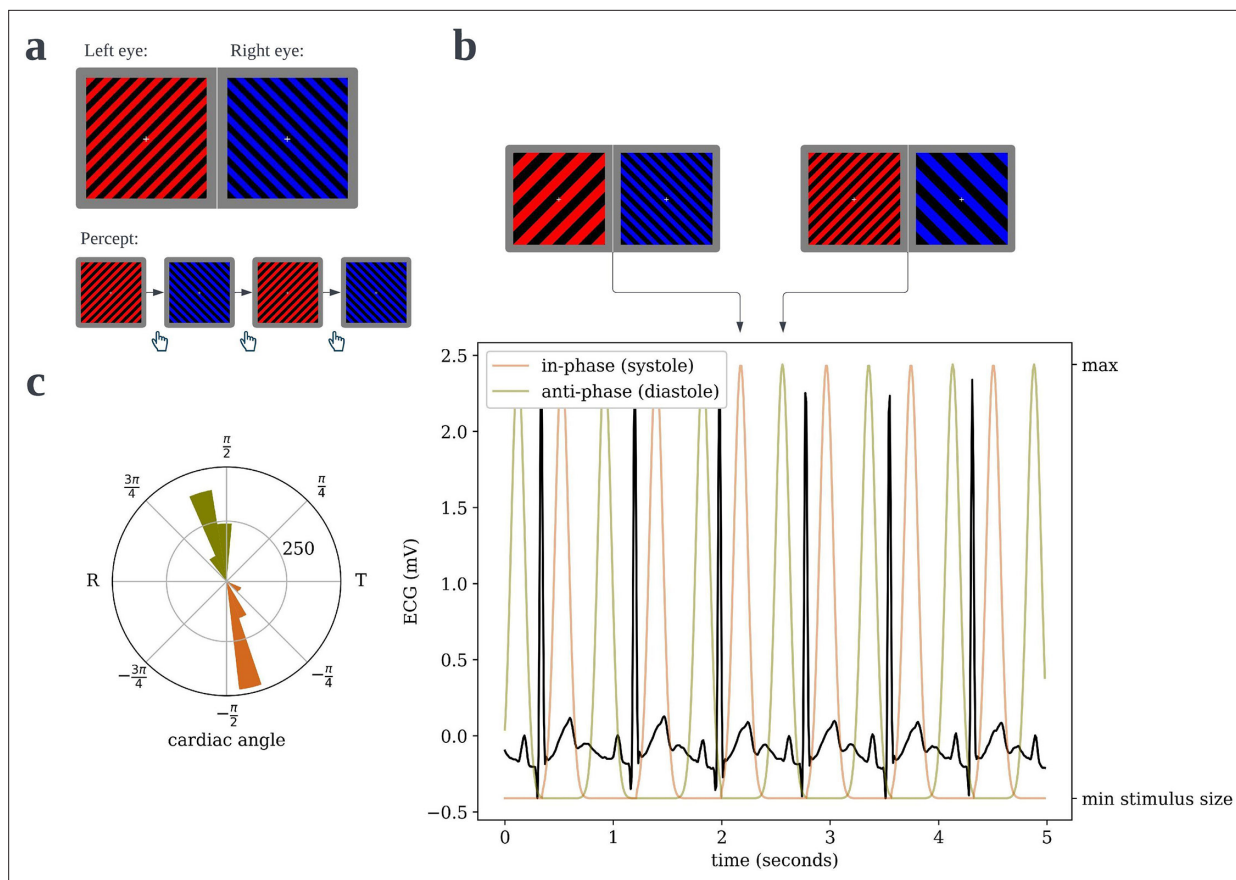 a
Left eye:
Right eye:
Percept:
b
max
min stimulus size
in-phase (systole)
anti-phase (diastole)
2.5
2.0
1.5
1.0
0.5
0.0
−0.5
ECG (mV)
0
1
2
3
4
5
time (seconds)
c
π/2
3π/4
π/4
250
R
T
−3π/4
−π/4
−π/2
cardiac angle